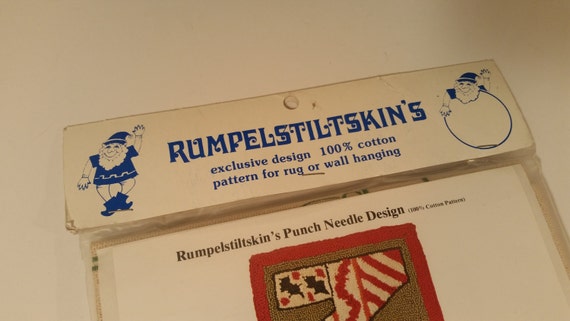 RUMPELSTILTSKIN'S
exclusive design 100% cotton
pattern for rug or wall hanging
Rumpelstiltskin's Punch Needle Design (100% Cotton Pattern)